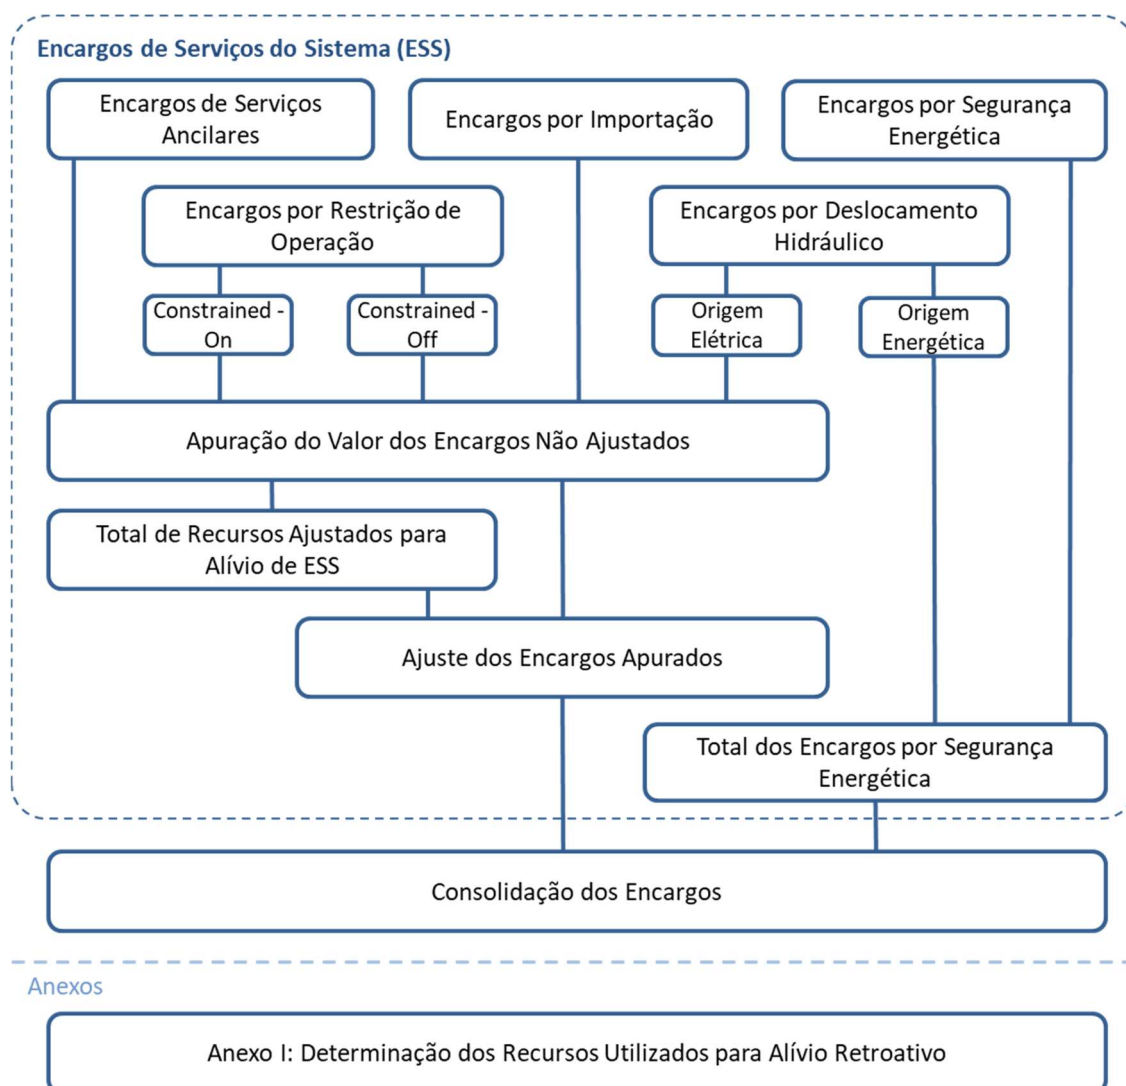 Encargos de Serviços do Sistema (ESS)
Encargos de Serviços
Ancilares
Encargos por Importação
Encargos por Segurança
Energética
Encargos por Restrição de
Operação
Encargos por Deslocamento
Hidráulico
Constrained -
On
Constrained -
Off
Origem
Elétrica
Origem
Energética
Apuração do Valor dos Encargos Não Ajustados
Total de Recursos Ajustados para
Alívio de ESS
Ajuste dos Encargos Apurados
Total dos Encargos por Segurança
Energética
Consolidação dos Encargos
Anexos
Anexo I: Determinação dos Recursos Utilizados para Alívio Retroativo